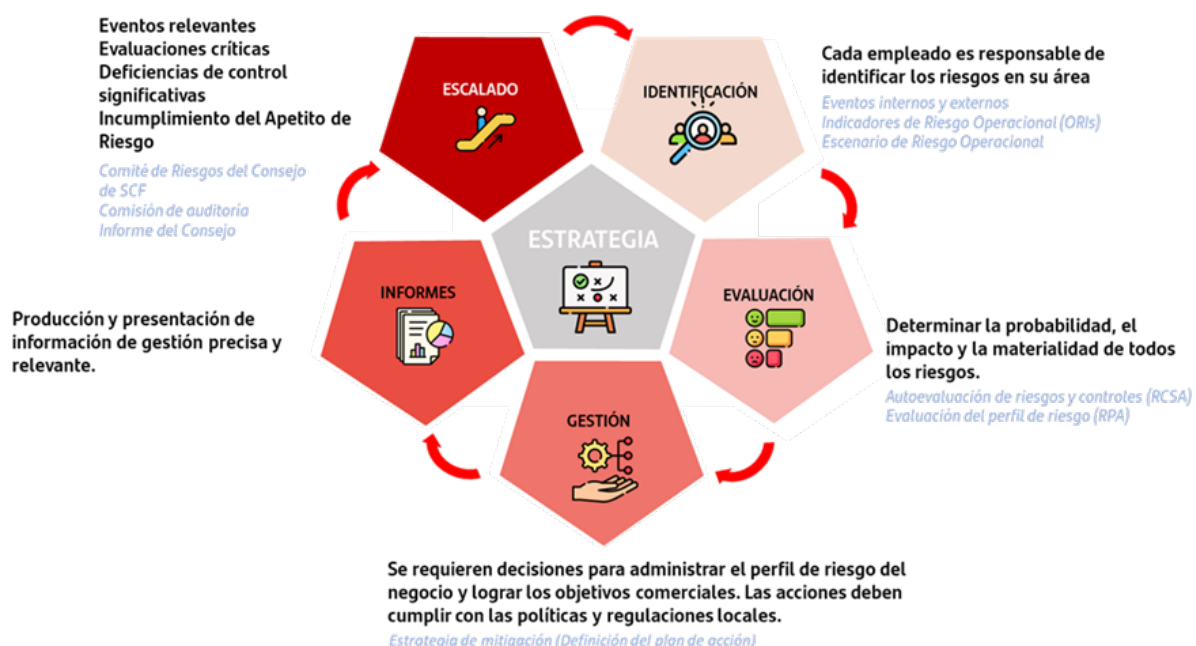 Eventos relevantes
Evaluaciones críticas
Deficiencias de control
significativas
Incumplimiento del Apetito de
Riesgo
Comité de Riesgos del Consejo
de SCF
Comisión de auditoría
Informe del Consejo
ESCALADO
IDENTIFICACIÓN
Cada empleado es responsable de
identificar los riesgos en su área
Eventos internos y externos
Indicadores de Riesgo Operacional (ORIs)
Escenario de Riesgo Operacional
ESTRATEGIA
INFORMES
Producción y presentación de
información de gestión precisa y
relevante.
EVALUACIÓN
Determinar la probabilidad, el
impacto y la materialidad de todos
los riesgos.
Autoevaluación de riesgos y controles (RCSA)
Evaluación del perfil de riesgo (RPA)
GESTIÓN
Se requieren decisiones para administrar el perfil de riesgo del
negocio y lograr los objetivos comerciales. Las acciones deben
cumplir con las políticas y regulaciones locales.
Estrategia de mitigación (Definición del plan de acción)